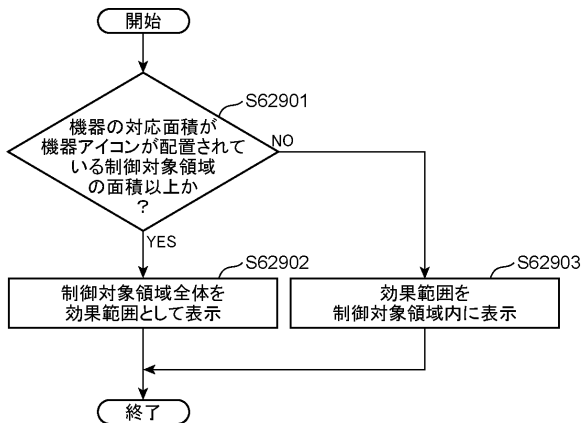 開始
S62901
機器の対応面積が
機器アイコンが配置されて
いる制御対象領域
の面積以上か
?
NO
YES
S62902
制御対象領域全体を
効果範囲として表示
S62903
効果範囲を
制御対象領域内に表示
終了